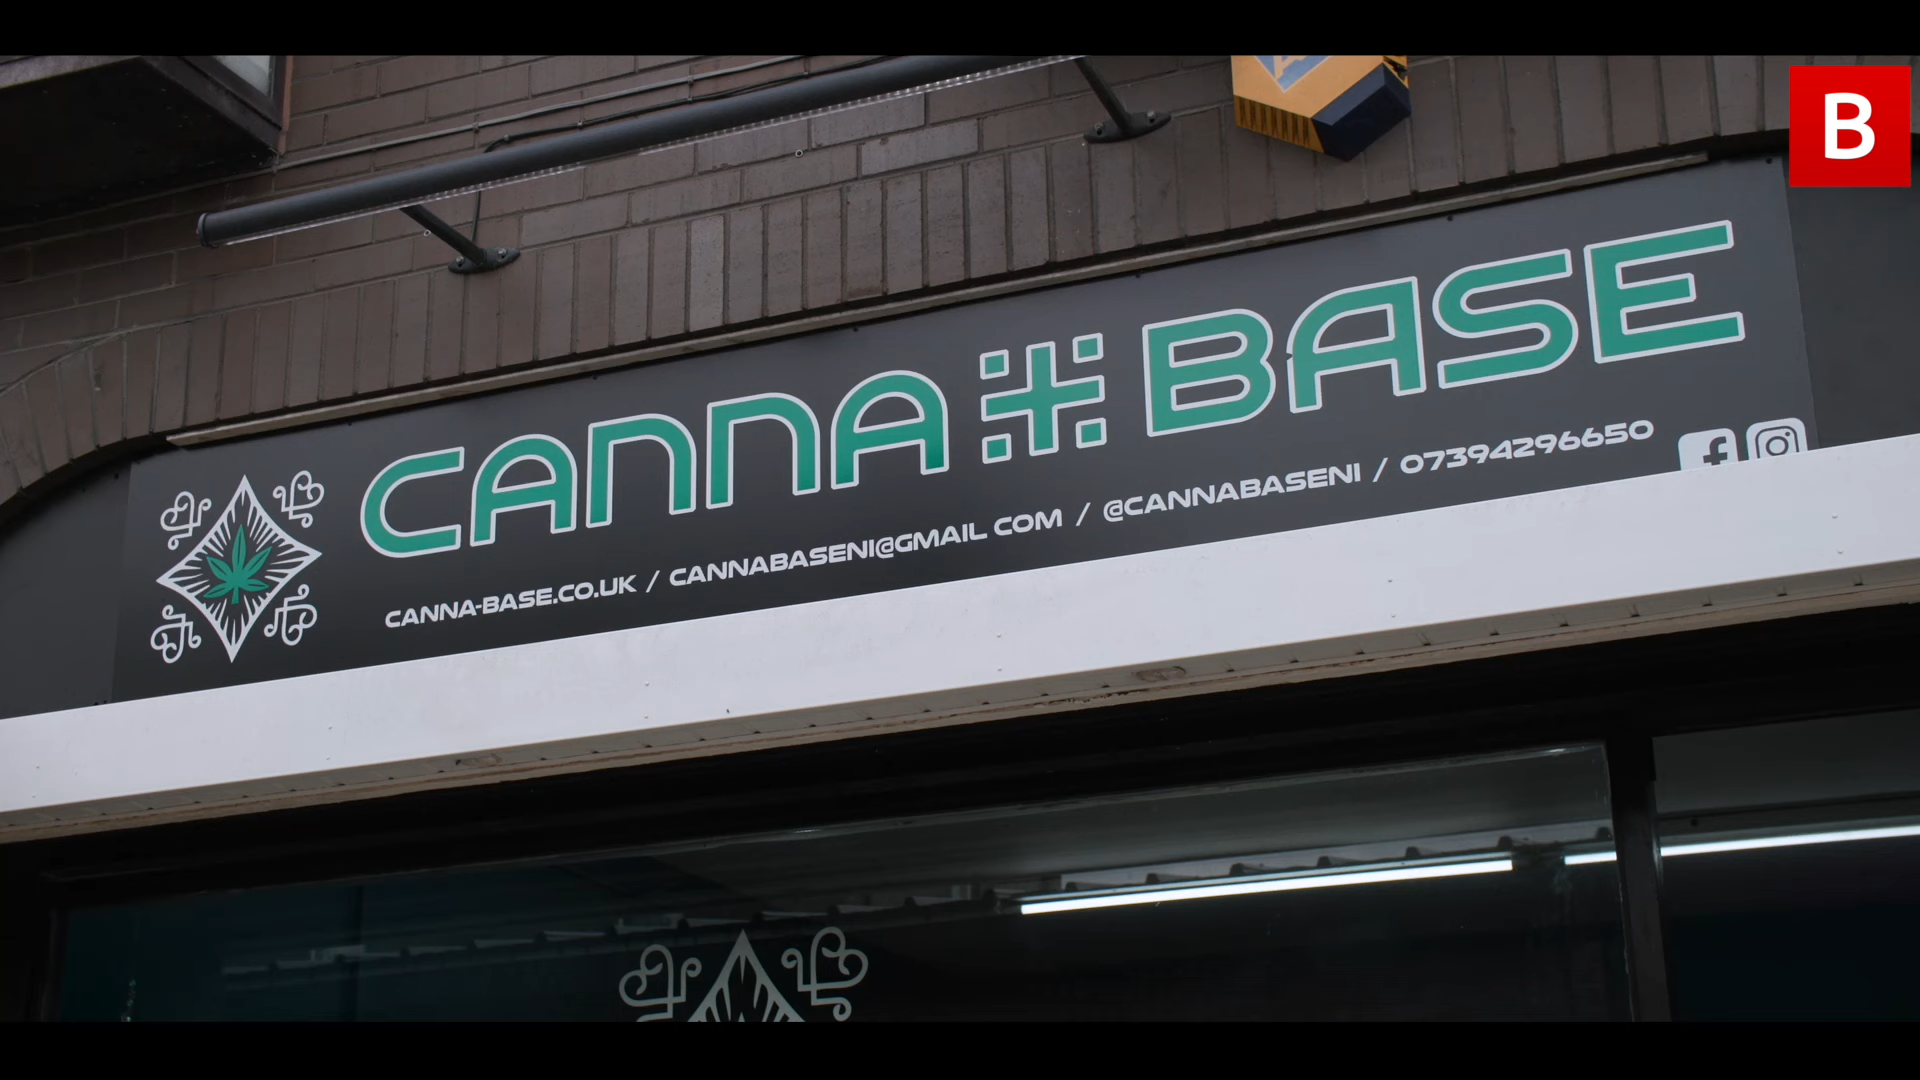 B
CANNA BASE
CANNA-BASE.CO.UK / CANNABASENI@GMAIL COM / @CANNABASENI / 07394296650